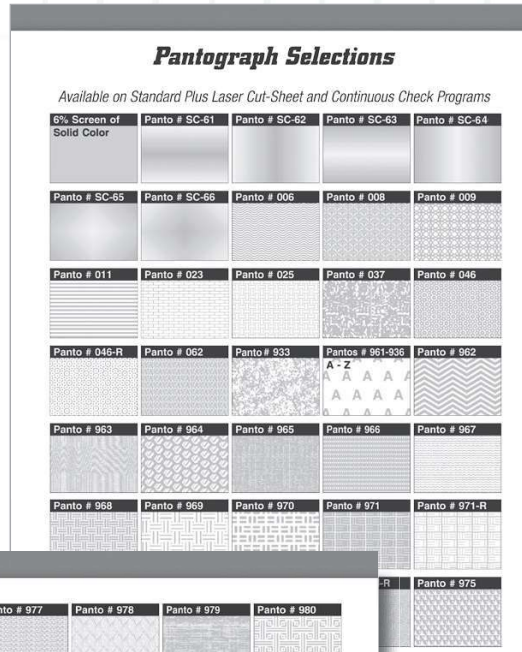 Pantograph Selections
Available on Standard Plus Laser Cut-Sheet and Continuous Check Programs
6% Screen of Solid Color
Panto # SC-61
Panto # SC-62
Panto # SC-63
Panto # SC-64
Panto # SC-65
Panto # SC-66
Panto # 006
Panto # 008
Panto # 009
Panto # 011
Panto # 023
Panto # 025
Panto # 037
Panto # 046
Panto # 046-R
Panto # 062
Panto # 933
Pantos # 961-936
A - Z
A A A A A
A A A A
Panto # 962
Panto # 963
Panto # 964
Panto # 965
Panto # 966
Panto # 967
Panto # 968
Panto # 969
Panto # 970
Panto # 971
Panto # 971-R
-R
Panto # 975
nto # 977
Panto # 978
Panto # 979
Panto # 980